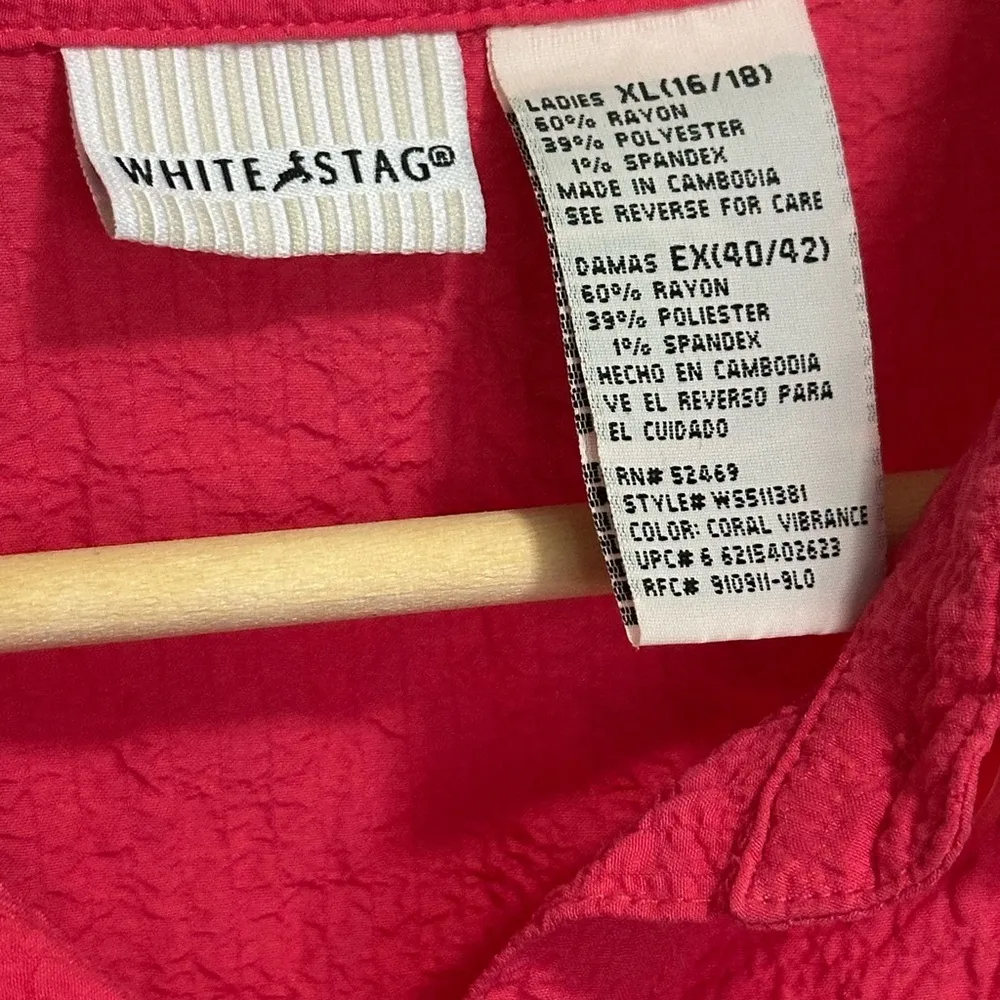 WHITE STAG®
LADIES XL(16/18)
60% RAYON
39% POLYESTER
1% SPANDEX
MADE IN CAMBODIA
SEE REVERSE FOR CARE
DAMAS EX(40/42)
60% RAYON
39% POLIESTER
1% SPANDEX
HECHO EN CAMBODIA
VE EL REVERSO PARA
EL CUIDADO
RN# 52469
STYLE# WS511381
COLOR: CORAL VIBRANCE
UPC# 6 6215402623
RFC# 910911-9L0